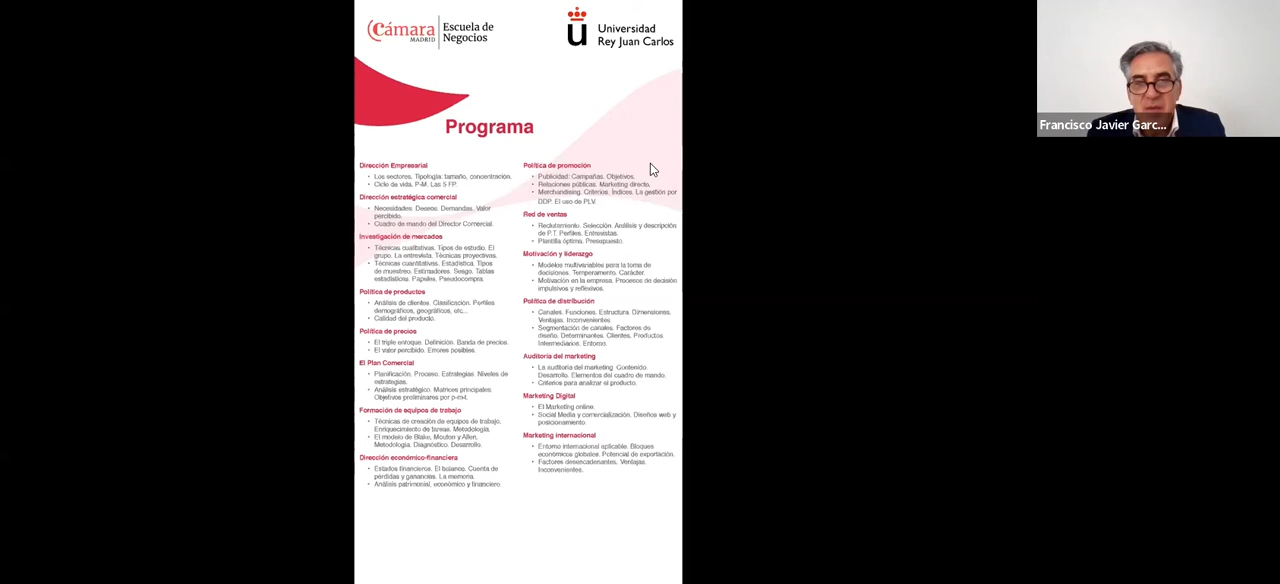 Cámara
MADRID
Escuela de
Negocios
Universidad
Rey Juan Carlos
Programa
Dirección Empresarial
• Los sectores. Tipología: tamaño, concentración.
• Ciclo de vida. P-M. Las 5 FP.
Dirección estratégica comercial
• Necesidades. Deseos. Demandas. Valor
percibido.
• Cuadro de mando del Director Comercial.
Investigación de mercados
• Técnicas cualitativas. Tipos de estudio. El
grupo. La entrevista. Técnicas proyectivas.
• Técnicas cuantitativas. Estadística. Tipos
de muestreo. Estimadores. Sesgo. Tablas
estadísticas. Papeles. Pseudocompra.
Política de productos
• Análisis de clientes. Clasificación. Perfiles
demográficos, geográficos, etc...
• Calidad del producto.
Política de precios
• El triple enfoque. Definición. Banda de precios.
• El valor percibido. Errores posibles.
El Plan Comercial
• Planificación. Proceso. Estrategias. Niveles de
estrategias.
• Análisis estratégico. Matrices principales.
Objetivos preliminares por p-m-t.
Formación de equipos de trabajo
• Técnicas de creación de equipos de trabajo.
Enriquecimiento de tareas. Metodología.
• El modelo de Blake, Mouton y Allen.
Metodología. Diagnóstico. Desarrollo.
Dirección económico-financiera
• Estados financieros. El balance. Cuenta de
pérdidas y ganancias. La memoria.
• Análisis patrimonial, económico y financiero.
Política de promoción
• Publicidad: Campañas. Objetivos.
• Relaciones públicas. Marketing directo.
• Merchandising. Criterios. Índices. La gestión por
DDP. El uso de PLV.
Red de ventas
• Reclutamiento. Selección. Análisis y descripción
de P.T. Perfiles. Entrevistas.
• Plantilla óptima. Presupuesto.
Motivación y liderazgo
• Modelos multivariables para la toma de
decisiones. Temperamento. Carácter.
• Motivación en la empresa. Procesos de decisión
impulsivos y reflexivos.
Política de distribución
• Canales. Funciones. Estructura. Dimensiones.
Ventajas. Inconvenientes
• Segmentación de canales. Factores de
diseño. Determinantes. Clientes. Productos.
Intermediarios. Entorno.
Auditoría del marketing
• La auditoría del marketing. Contenido.
Desarrollo. Elementos del cuadro de mando.
• Criterios para analizar el producto.
Marketing Digital
• El Marketing online
• Social Media y comercialización. Diseños web y
posicionamiento
Marketing internacional
• Entorno internacional aplicable. Bloques
económicos globales. Potencial de exportación.
• Factores desencadenantes. Ventajas.
Inconvenientes.
Francisco Javier Garc...